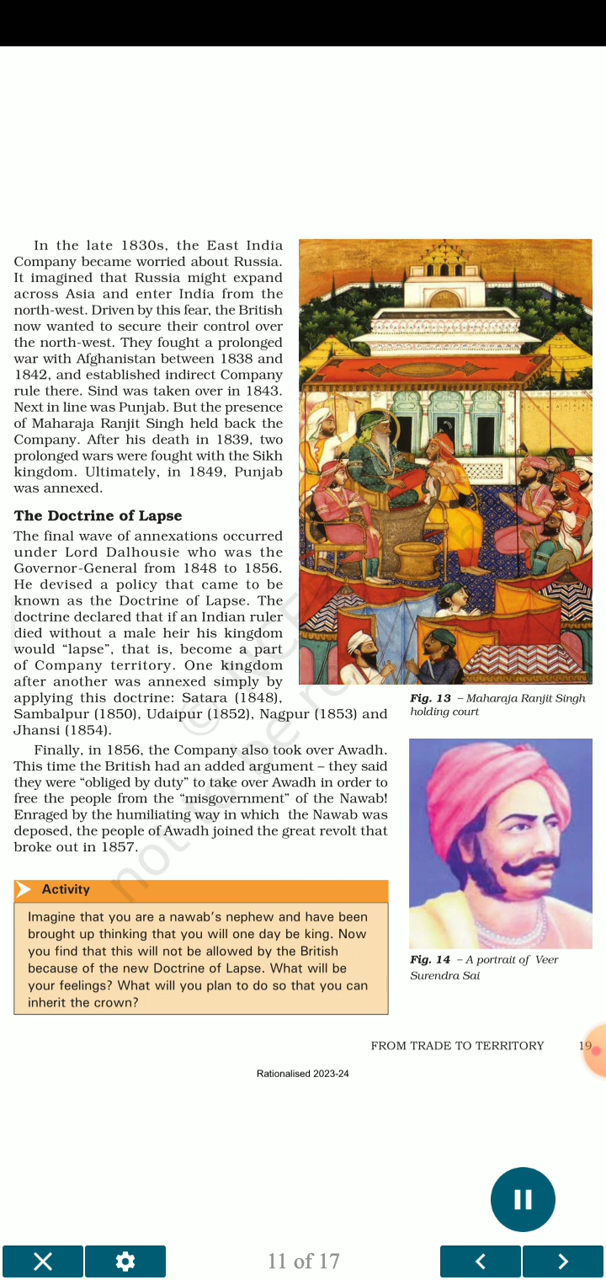 In the late 1830s, the East India
Company became worried about Russia.
It imagined that Russia might expand
across Asia and enter India from the
north-west. Driven by this fear, the British
now wanted to secure their control over
the north-west. They fought a prolonged
war with Afghanistan between 1838 and
1842, and established indirect Company
rule there. Sind was taken over in 1843.
Next in line was Punjab. But the presence
of Maharaja Ranjit Singh held back the
Company. After his death in 1839, two
prolonged wars were fought with the Sikh
kingdom. Ultimately, in 1849, Punjab
was annexed.
The Doctrine of Lapse
The final wave of annexations occurred
under Lord Dalhousie who was the
Governor-General from 1848 to 1856.
He devised a policy that came to be
known as the Doctrine of Lapse. The
doctrine declared that if an Indian ruler
died without a male heir his kingdom
would “lapse”, that is, become a part
of Company territory. One kingdom
after another was annexed simply by
applying this doctrine: Satara (1848),
Sambalpur (1850), Udaipur (1852), Nagpur (1853) and
Jhansi (1854).
Finally, in 1856, the Company also took over Awadh.
This time the British had an added argument – they said
they were “obliged by duty” to take over Awadh in order to
free the people from the “misgovernment” of the Nawab!
Enraged by the humiliating way in which the Nawab was
deposed, the people of Awadh joined the great revolt that
broke out in 1857.
Fig. 13 – Maharaja Ranjit Singh
holding court
Activity
Imagine that you are a nawab’s nephew and have been
brought up thinking that you will one day be king. Now
you find that this will not be allowed by the British
because of the new Doctrine of Lapse. What will be
your feelings? What will you plan to do so that you can
inherit the crown?
Fig. 14 – A portrait of Veer
Surendra Sai
FROM TRADE TO TERRITORY 19
Rationalised 2023-24
11 of 17